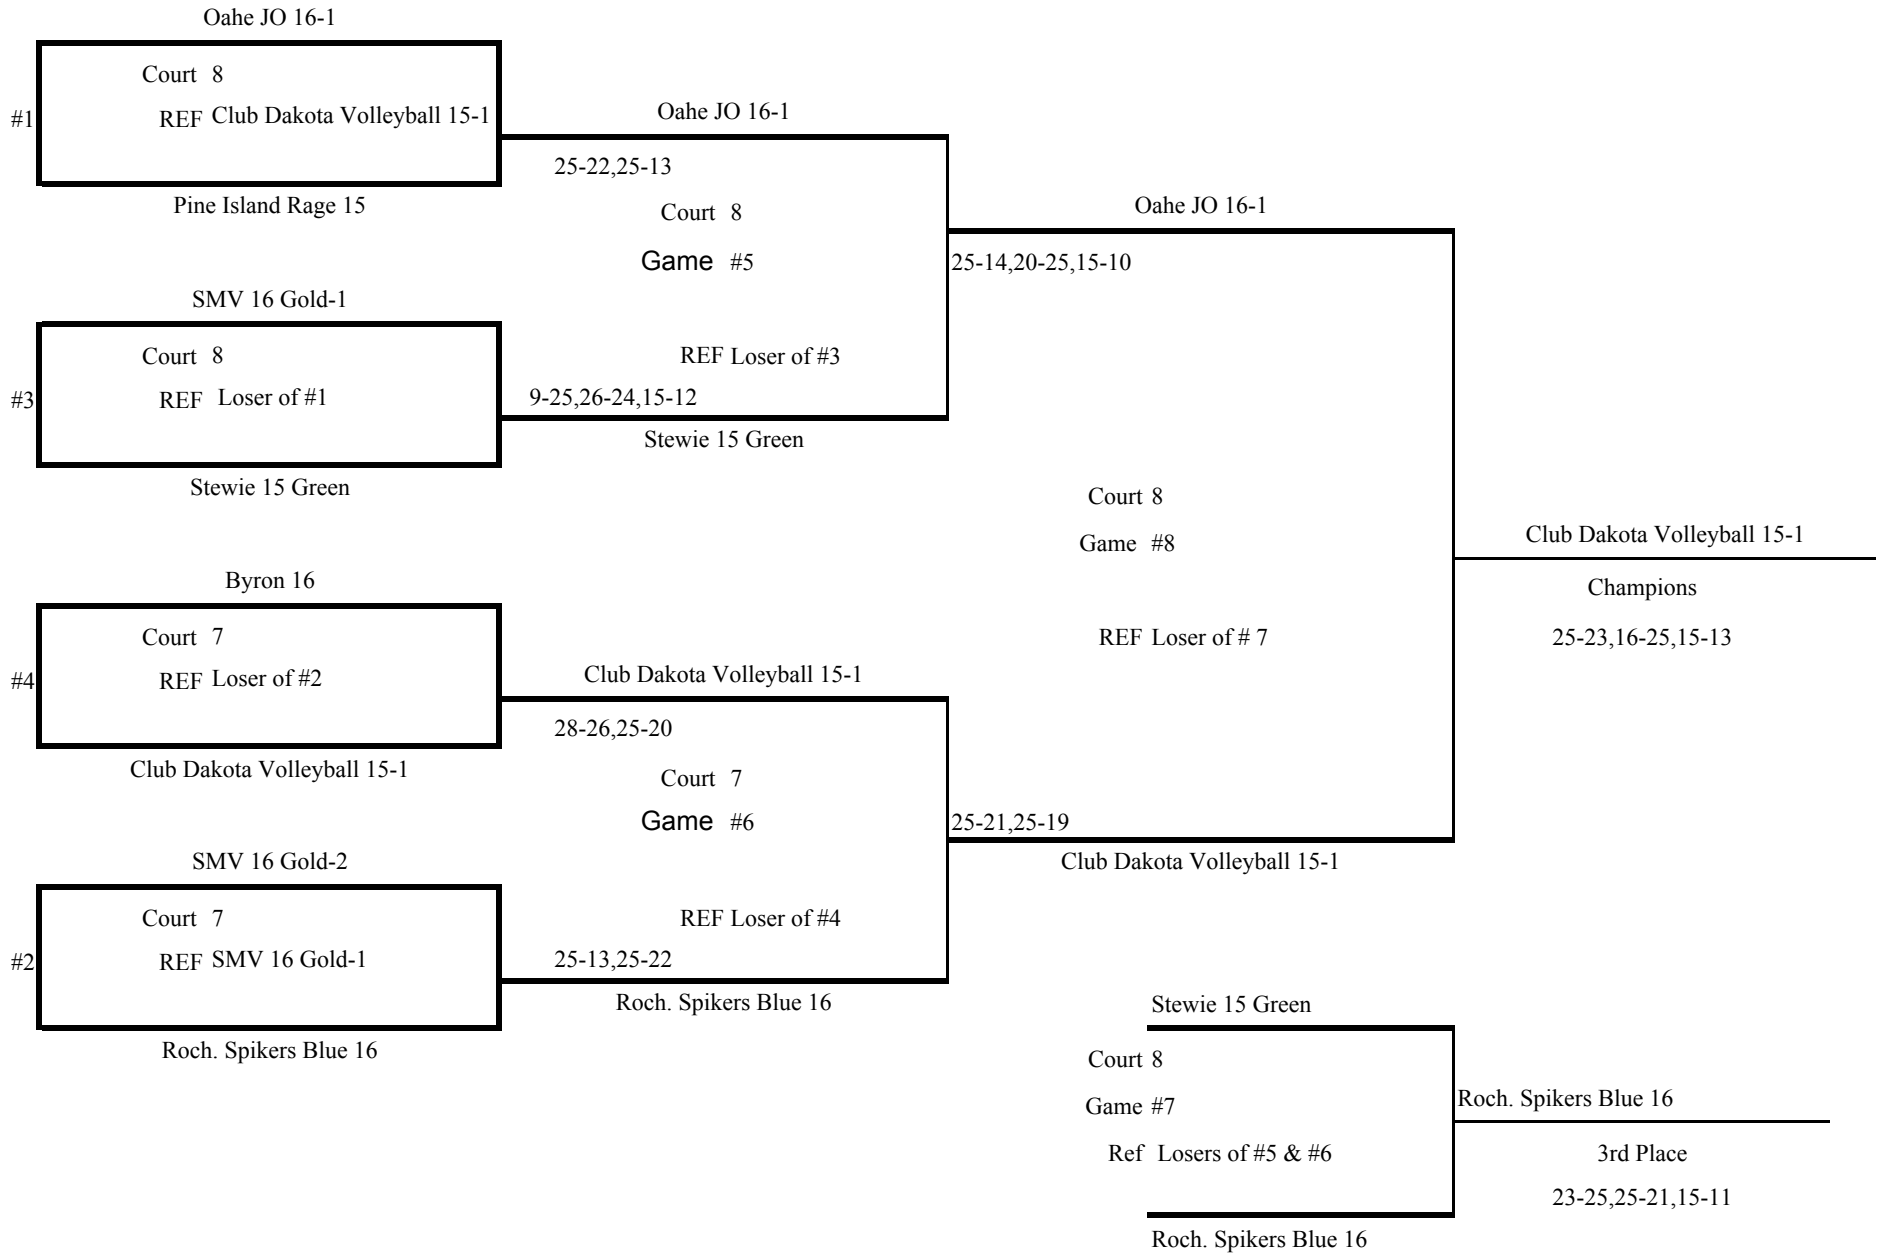 Oahe JO 16-1
Court 8
#1 REF Club Dakota Volleyball 15-1
Pine Island Rage 15
SMV 16 Gold-1
Court 8
#3 REF Loser of #1
Stewie 15 Green
Byron 16
Court 7
#4 REF Loser of #2
Club Dakota Volleyball 15-1
SMV 16 Gold-2
Court 7
#2 REF SMV 16 Gold-1
Roch. Spikers Blue 16
Oahe JO 16-1
25-22,25-13
Court 8
Game #5
REF Loser of #3
9-25,26-24,15-12
Stewie 15 Green
Club Dakota Volleyball 15-1
28-26,25-20
Court 7
Game #6
REF Loser of #4
25-13,25-22
Roch. Spikers Blue 16
Oahe JO 16-1
25-14,20-25,15-10
Court 8
Game #8
REF Loser of # 7
25-21,25-19
Club Dakota Volleyball 15-1
Club Dakota Volleyball 15-1
Champions
25-23,16-25,15-13
Stewie 15 Green
Court 8
Game #7
Ref Losers of #5 & #6
Roch. Spikers Blue 16
Roch. Spikers Blue 16
3rd Place
23-25,25-21,15-11